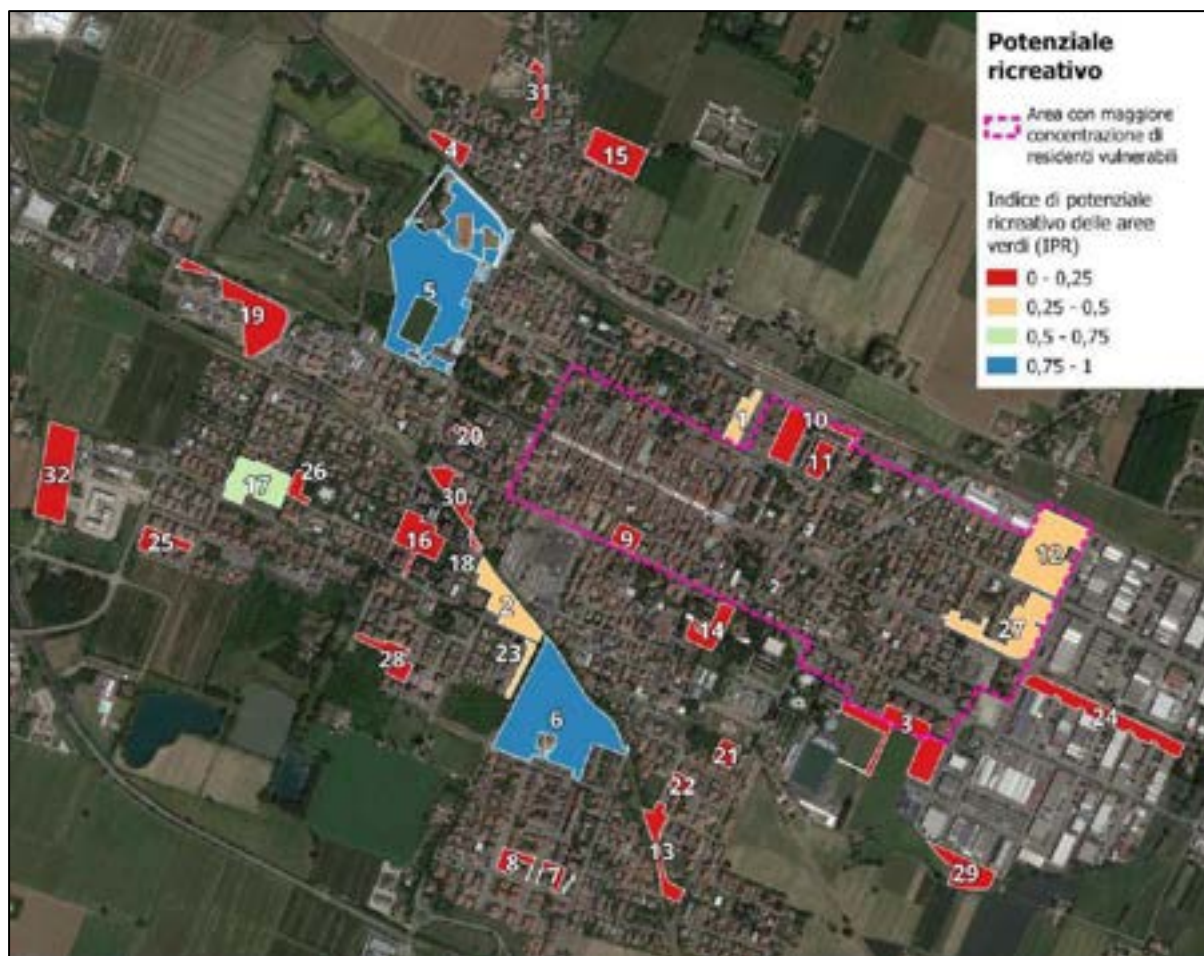 Potenziale
ricreativo
Area con maggiore
concentrazione di
residenti vulnerabili
Indice di potenziale
ricreativo delle aree
verdi (IPR)
0 - 0,25
0,25 - 0,5
0,5 - 0,75
0,75 - 1
31
4
15
5
19
1
10
20
11
32
17
26
30
9
16
12
25
18
2
14
27
23
28
6
3
24
21
22
13
8
7
29